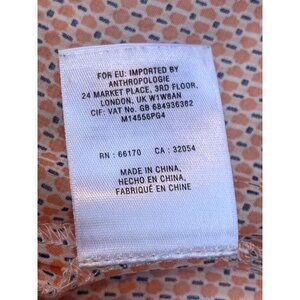 FOR EU: IMPORTED BY
ANTHROPOLOGIE
24 MARKET PLACE, 3RD FLOOR,
LONDON, UK W1W8AN
CIF: VAT No. GB 684936362
M14556PG4
RN : 66170 CA : 32054
MADE IN CHINA,
HECHO EN CHINA,
FABRIQUÉ EN CHINE